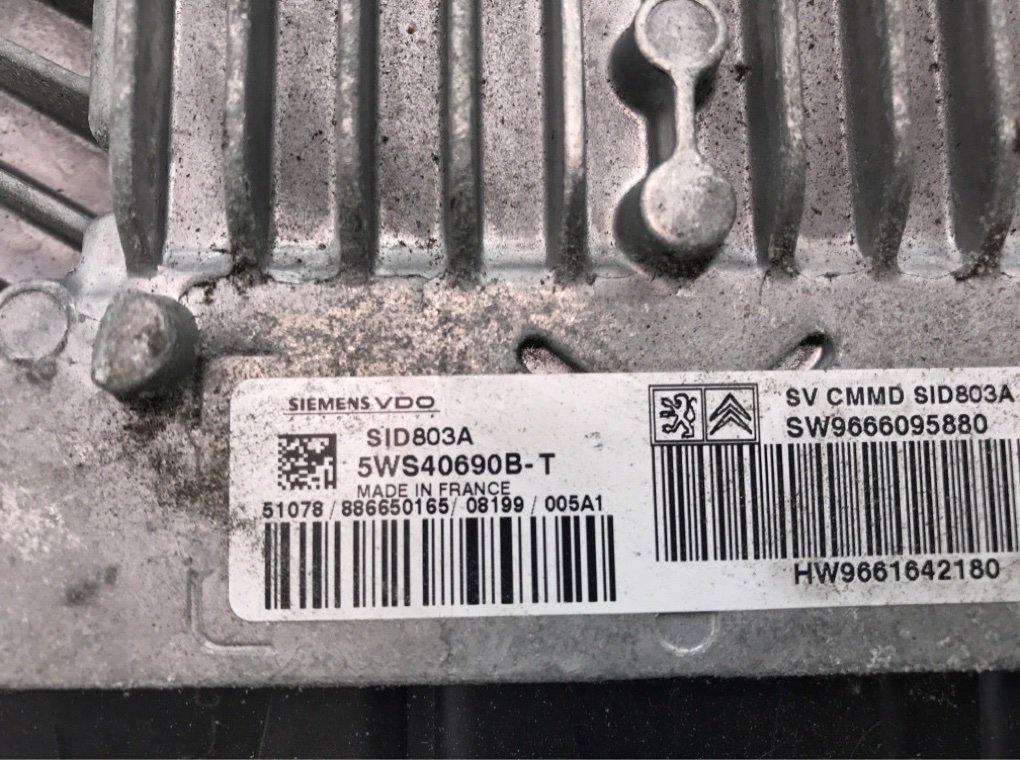 SIEMENS VDO
SID803A
5WS40690B-T
MADE IN FRANCE
51078 / 886650165 / 08199 / 005A1
SV CMMD SID803A
SW9666095880
HW9661642180